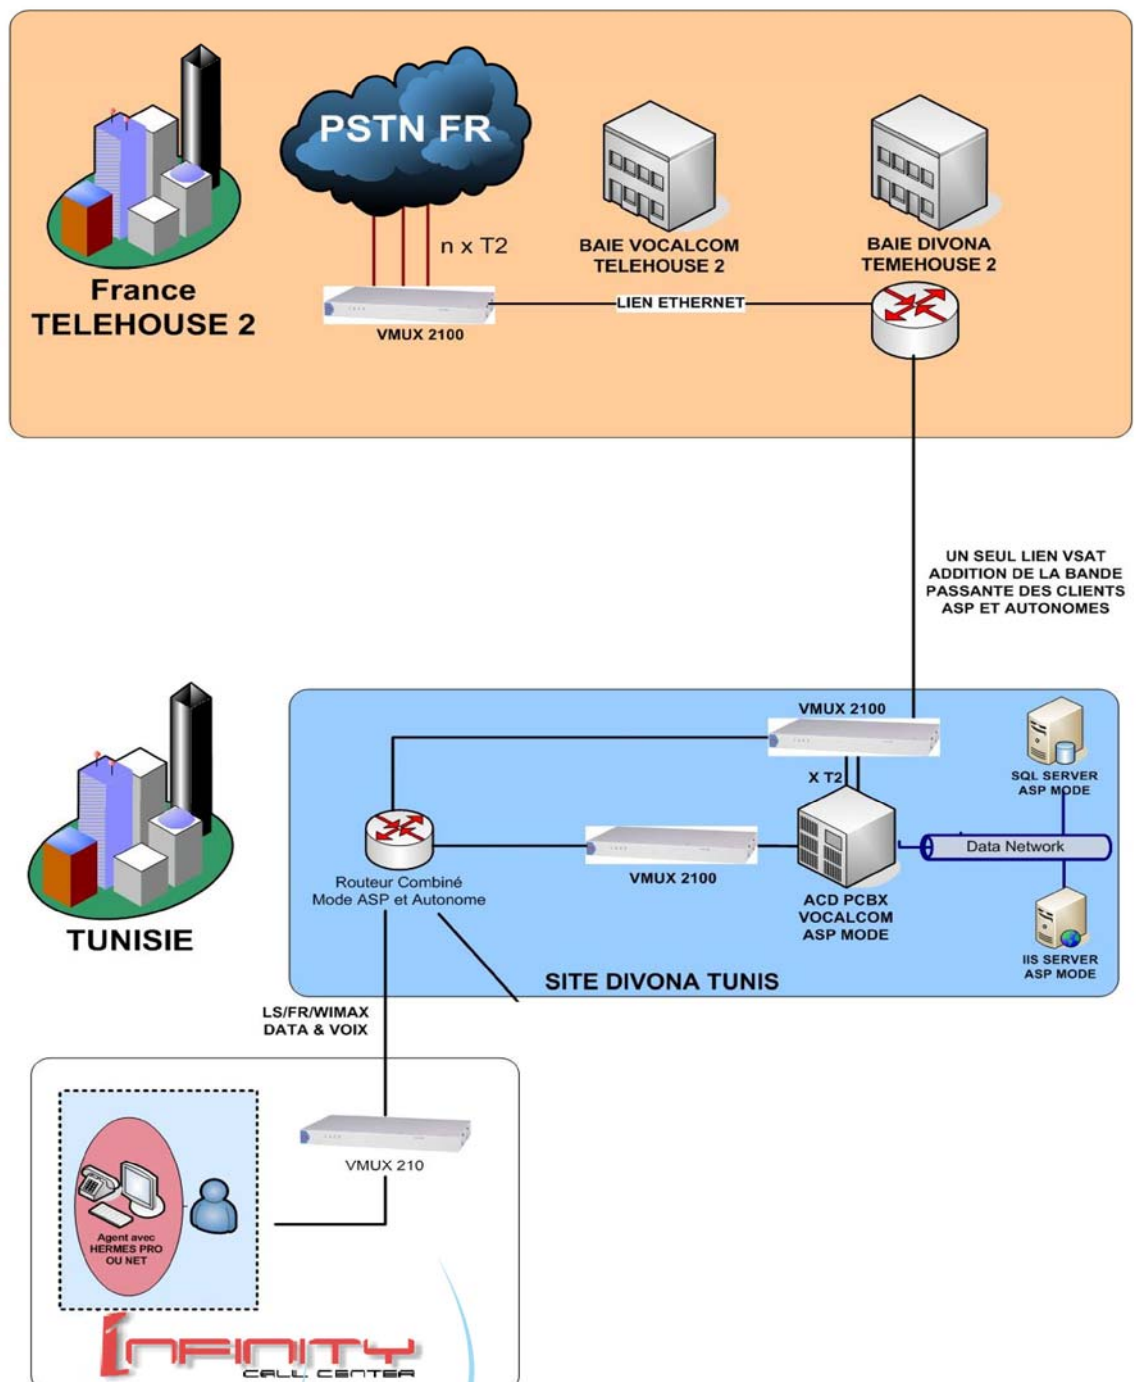 PSTN FR
n x T2
BAIE VOCALCOM
TELEHOUSE 2
BAIE DIVONA
TEMEHOUSE 2
France
TELEHOUSE 2
VMUX 2100
LIEN ETHERNET
UN SEUL LIEN VSAT
ADDITION DE LA BANDE
PASSANTE DES CLIENTS
ASP ET AUTONOMES
VMUX 2100
X T2
SQL SERVER
ASP MODE
Data Network
Routeur Combiné
Mode ASP et Autonome
VMUX 2100
ACD PCBX
VOCALCOM
ASP MODE
IIS SERVER
ASP MODE
TUNISIE
SITE DIVONA TUNIS
LS/FR/WIMAX
DATA & VOIX
VMUX 210
Agent avec
HERMES PRO
OU NET
INFINITY
CALL CENTER